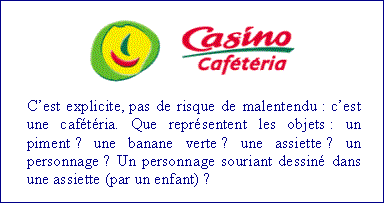 Casino
Cafétéria
C'est explicite, pas de risque de malentendu : c'est
une cafétéria. Que représentent les objets : un
piment ? une banane verte ? une assiette ? un
personnage ? Un personnage souriant dessiné dans
une assiette (par un enfant) ?